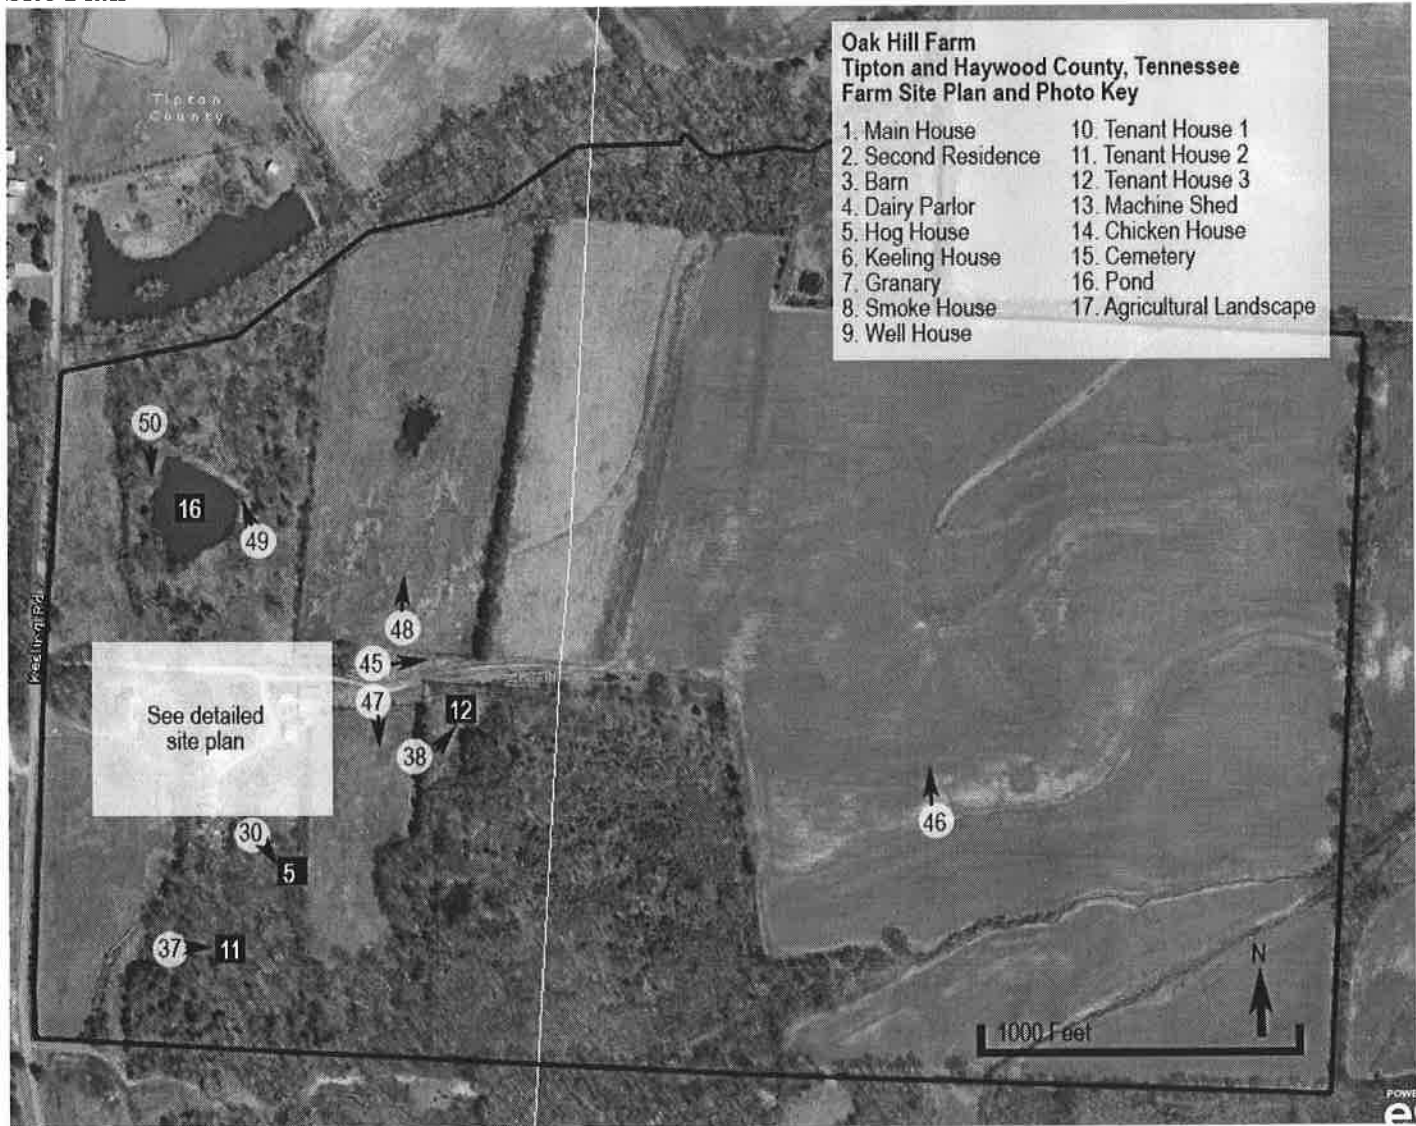 Oak Hill Farm
Tipton and Haywood County, Tennessee
Farm Site Plan and Photo Key
1. Main House
2. Second Residence
3. Barn
4. Dairy Parlor
5. Hog House
6. Keeling House
7. Granary
8. Smoke House
9. Well House
10. Tenant House 1
11. Tenant House 2
12. Tenant House 3
13. Machine Shed
14. Chicken House
15. Cemetery
16. Pond
17. Agricultural Landscape
Tipton
County
50
16
49
48
45
47
12
38
See detailed
site plan
Keeling Rd
46
30
5
37
11
N
1000 Feet